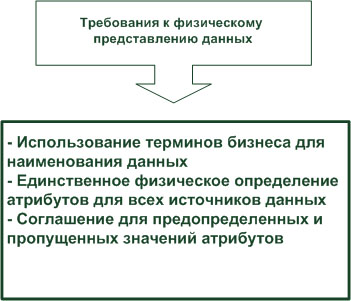 Требования к физическому
представлению данных
- Использование терминов бизнеса для
наименования данных
- Единственное физическое определение
атрибутов для всех источников данных
- Соглашение для предопределенных и
пропущенных значений атрибутов